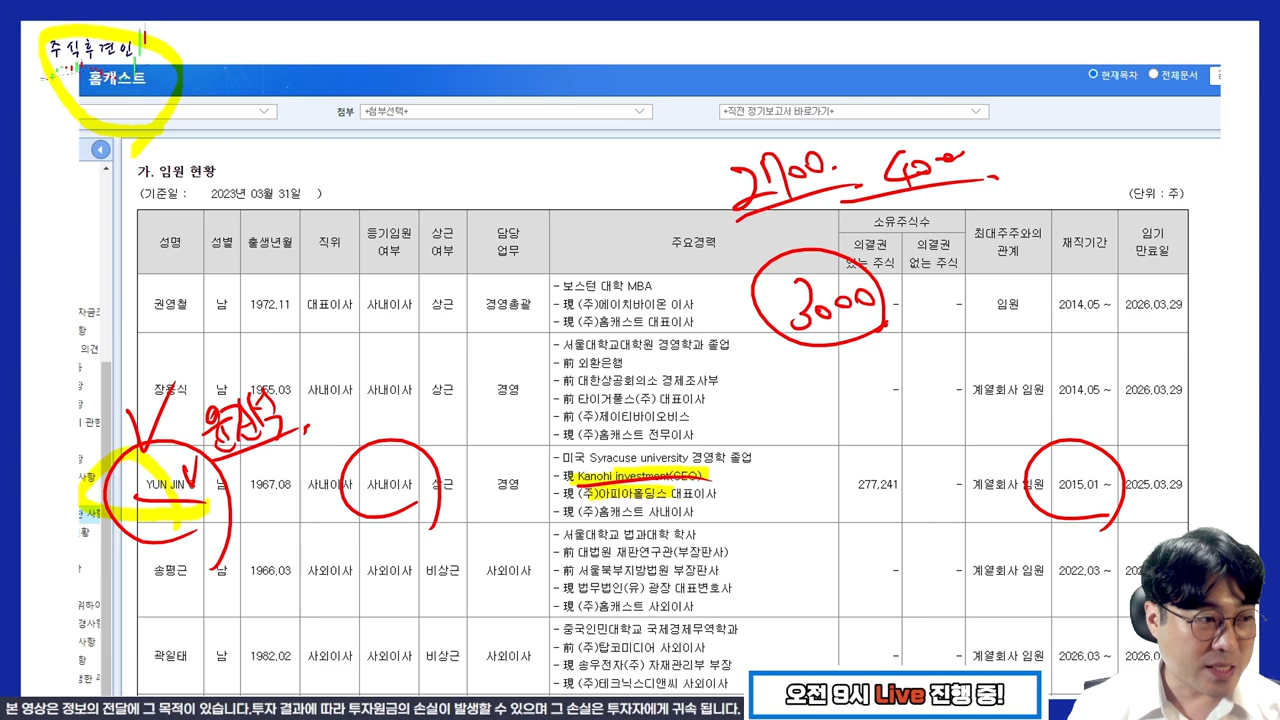 주식후견인
홈캐스트
현재목차 전체문서
첨부 +첨부선택+ +직전 정기보고서 바로가기+
가. 임원 현황
(기준일 : 2023년 03월 31일 ) (단위 : 주)
2700. 400
성명 성별 출생년월 직위 등기임원 여부 상근 여부 담당 업무 주요경력 소유주식수 최대주주와의 관계 재직기간 임기 만료일
의결권 있는 주식 의결권 없는 주식
3000
권영철 남 1972.11 대표이사 사내이사 상근 경영총괄 - - 임원 2014.05 ~ 2026.03.29
- 보스턴 대학 MBA
- 現 (주)에이치바이온 이사
- 現 (주)홈캐스트 대표이사
장용식 남 1955.03 사내이사 사내이사 상근 경영 - - 계열회사 임원 2014.05 ~ 2026.03.29
- 서울대학교대학원 경영학과 졸업
- 前 외환은행
- 前 대한상공회의소 경제조사부
- 前 타이거풀스(주) 대표이사
- 前 (주)제이티바이오비스
- 前 (주)홈캐스트 전무이사
YUN JIN 남 1967.08 사내이사 사내이사 상근 경영 277,241 - 계열회사 임원 2015.01 ~ 2026.03.29
- 미국 Syracuse university 경영학 졸업
- 現 Kanohi investment(CEO)
- 現 (주)아피아홀딩스 대표이사
- 現 (주)홈캐스트 사내이사
송평근 남 1966.03 사외이사 사외이사 비상근 사외이사 - - 계열회사 임원 2022.03 ~ 2025.03.29
- 서울대학교 법과대학 학사
- 前 대법원 재판연구관(부장판사)
- 前 서울북부지방법원 부장판사
- 現 법무법인(유) 광장 대표변호사
- 現 (주)홈캐스트 사외이사
곽일태 남 1982.02 사외이사 사외이사 비상근 사외이사 - - 계열회사 임원 2026.03 ~
- 중국인민대학교 국제경제무역학과
- 前 (주)탑코미디어 사외이사
- 現 송우전자(주) 자재관리부 부장
- 現 (주)테크닉스디앤씨 사외이사
오전 9시 Live 진행 중!
본 영상은 정보의 전달에 그 목적이 있습니다.투자 결과에 따라 투자원금의 손실이 발생할 수 있으며 그 손실은 투자자에게 귀속 됩니다.